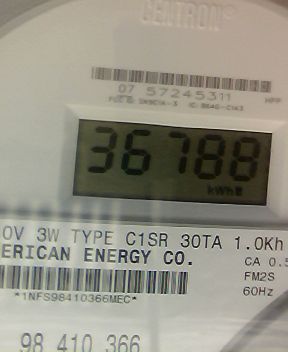 CENTRON®
07 57245311
36788
kWh
0V 3W TYPE C1SR 30TA 1.0Kh
ERICAN ENERGY CO.
CA 0.5
FM2S
*1NFS98410366MEC*
60Hz
98 410 366